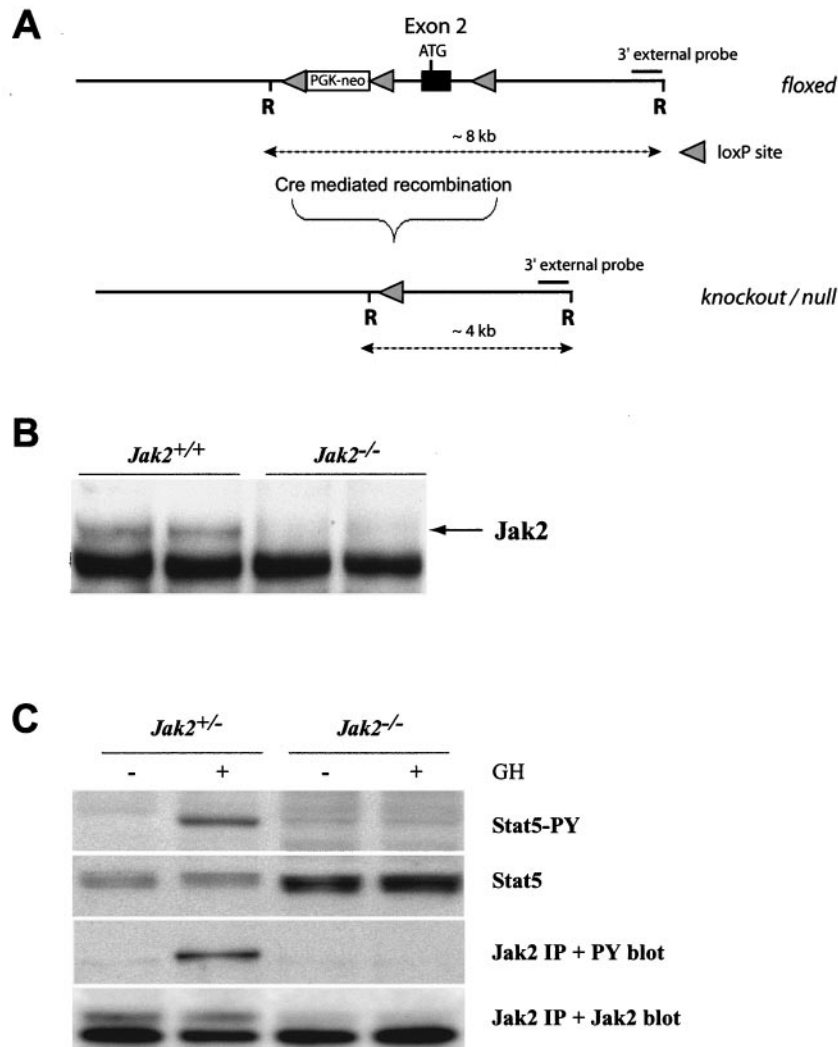 A
Exon 2
ATG
3' external probe
PGK-neo
floxed
R R
~ 8 kb
loxP site
Cre mediated recombination
3' external probe
knockout / null
R R
~ 4 kb
B
Jak2+/+ Jak2-/-
Jak2
C
Jak2+/- Jak2-/-
- + - + GH
Stat5-PY
Stat5
Jak2 IP + PY blot
Jak2 IP + Jak2 blot